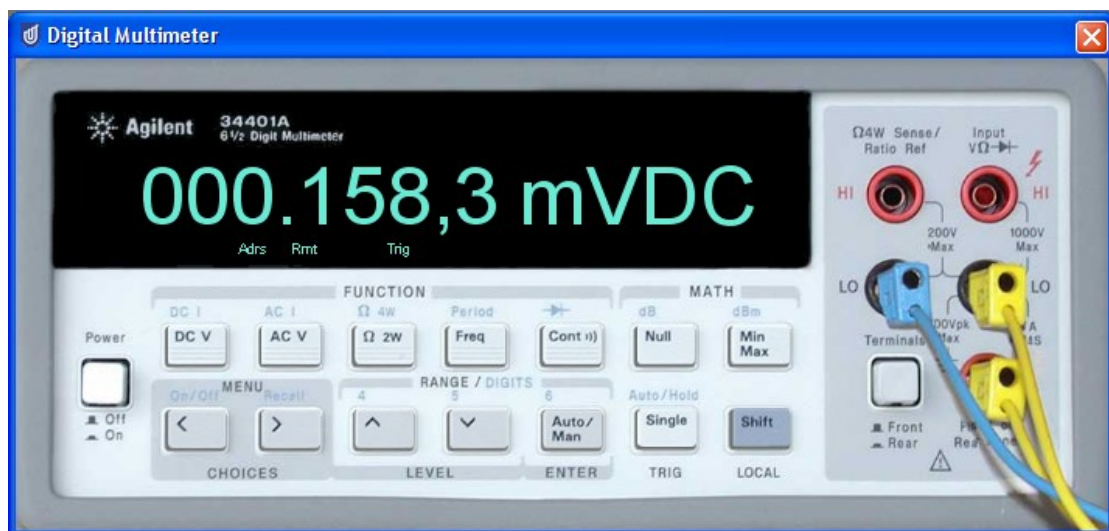 Digital Multimeter
Agilent 34401A
6½ Digit Multimeter
000.158,3 mVDC
Adrs Rmt Trig
Ω4W Sense/
Ratio Ref
Input
VΩ
HI HI
200V
Max
1000V
Max
LO LO
Terminals
Front
Rear
FUNCTION MATH
DC I AC I Ω 4W Period dB dBm
Power DC V AC V Ω 2W Freq Cont Null Min
Max
Off
On
MENU RANGE / DIGITS
On/Off Recall 4 5 6 Auto/Hold
< > Auto/
Man Single Shift
CHOICES LEVEL ENTER TRIG LOCAL